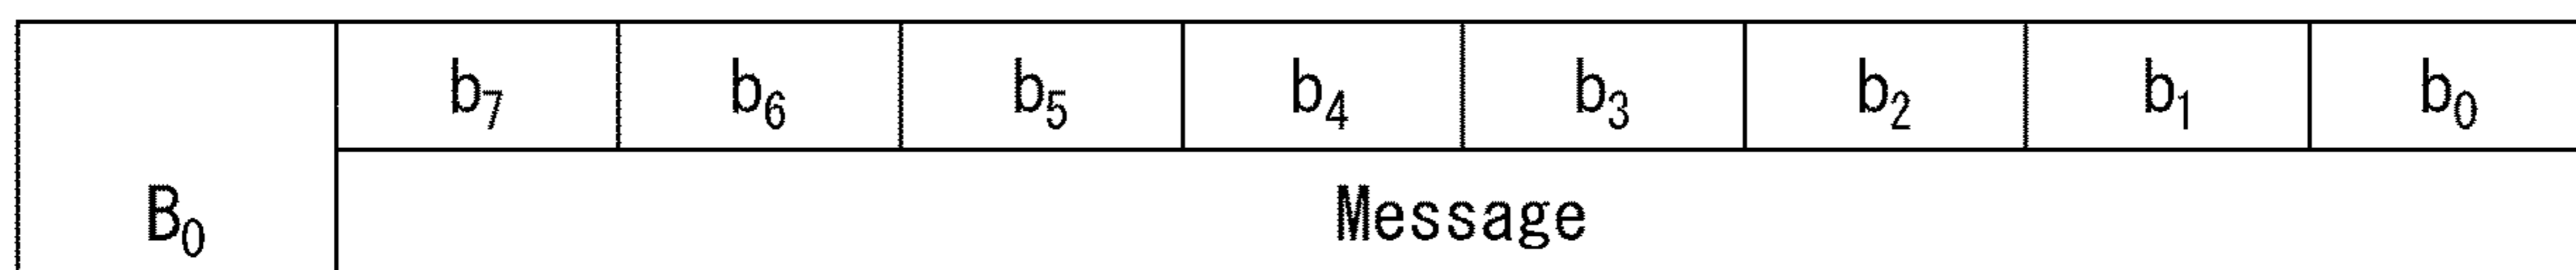 b₇ b₆ b₅ b₄ b₃ b₂ b₁ b₀
B₀ Message